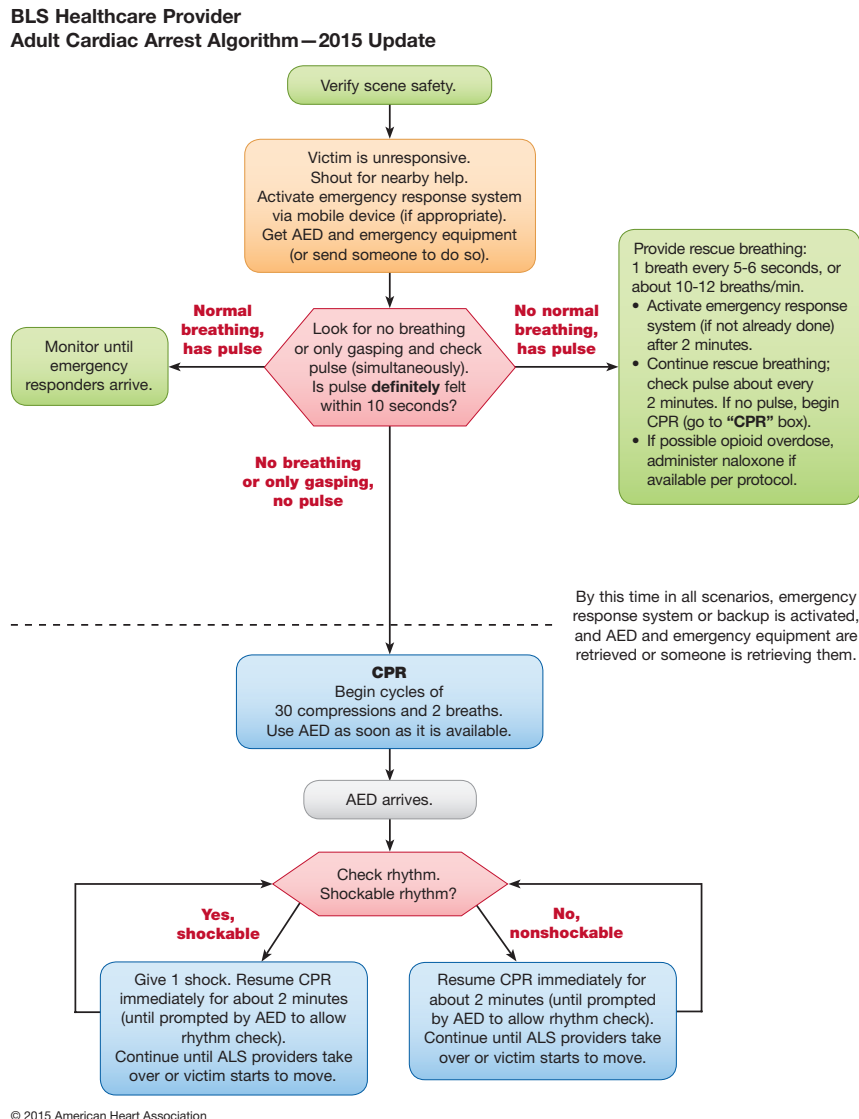 BLS Healthcare Provider
Adult Cardiac Arrest Algorithm—2015 Update
Verify scene safety.
Victim is unresponsive.
Shout for nearby help.
Activate emergency response system
via mobile device (if appropriate).
Get AED and emergency equipment
(or send someone to do so).
Normal
breathing,
has pulse
Look for no breathing
or only gasping and check
pulse (simultaneously).
Is pulse definitely felt
within 10 seconds?
No normal
breathing,
has pulse
Monitor until
emergency
responders arrive.
Provide rescue breathing:
1 breath every 5-6 seconds, or
about 10-12 breaths/min.
• Activate emergency response
system (if not already done)
after 2 minutes.
• Continue rescue breathing;
check pulse about every
2 minutes. If no pulse, begin
CPR (go to “CPR” box).
• If possible opioid overdose,
administer naloxone if
available per protocol.
No breathing
or only gasping,
no pulse
By this time in all scenarios, emergency
response system or backup is activated,
and AED and emergency equipment are
retrieved or someone is retrieving them.
CPR
Begin cycles of
30 compressions and 2 breaths.
Use AED as soon as it is available.
AED arrives.
Check rhythm.
Shockable rhythm?
Yes,
shockable
No,
nonshockable
Give 1 shock. Resume CPR
immediately for about 2 minutes
(until prompted by AED to allow
rhythm check).
Continue until ALS providers take
over or victim starts to move.
Resume CPR immediately for
about 2 minutes (until prompted
by AED to allow rhythm check).
Continue until ALS providers take
over or victim starts to move.
© 2015 American Heart Association